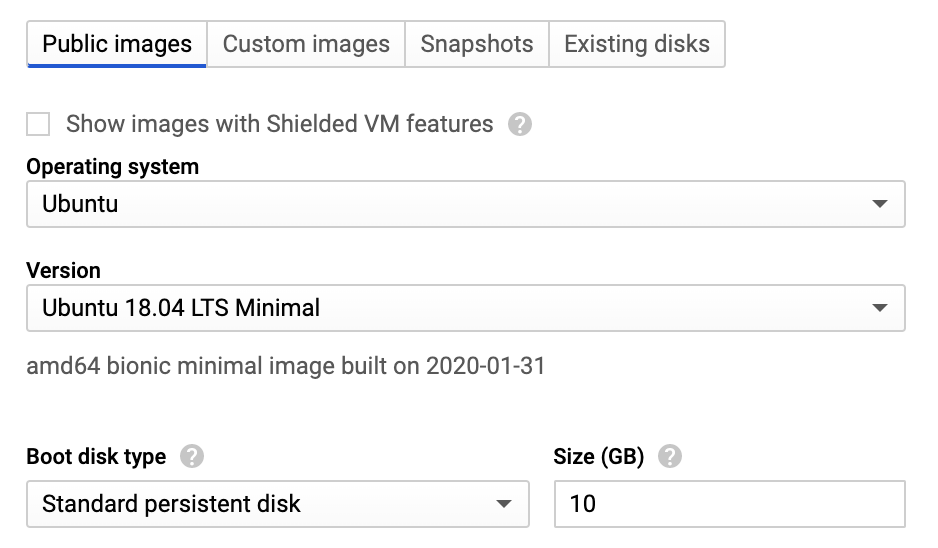 Public images Custom images Snapshots Existing disks
Show images with Shielded VM features ?
Operating system
Ubuntu
Version
Ubuntu 18.04 LTS Minimal
amd64 bionic minimal image built on 2020-01-31
Boot disk type ? Size (GB) ?
Standard persistent disk 10